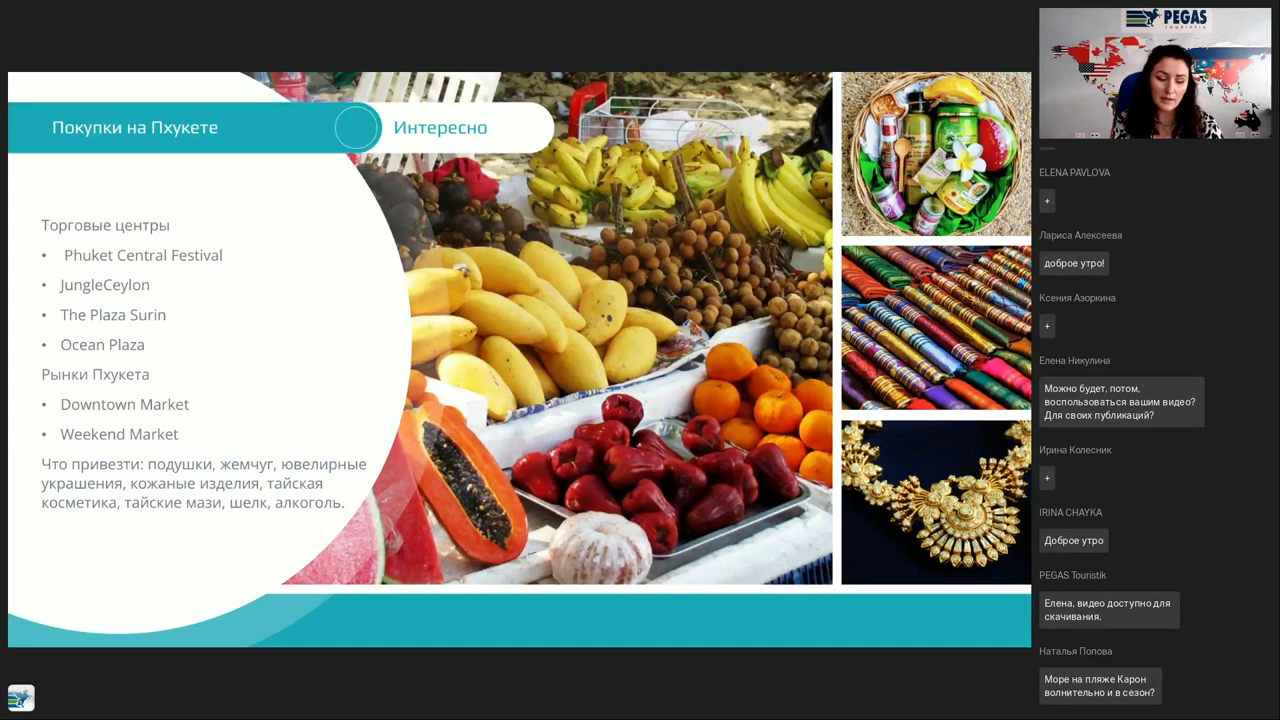 Покупки на Пхукете
Интересно
Торговые центры
• Phuket Central Festival
• JungleCeylon
• The Plaza Surin
• Ocean Plaza
Рынки Пхукета
• Downtown Market
• Weekend Market
Что привезти: подушки, жемчуг, ювелирные
украшения, кожаные изделия, тайская
косметика, тайские мази, шелк, алкоголь.
PEGAS
TOURISTIK
ELENA PAVLOVA
+
Лариса Алексеева
доброе утро!
Ксения Азоркина
+
Елена Никулина
Можно будет, потом,
воспользоваться вашим видео?
Для своих публикаций?
Ирина Колесник
+
IRINA CHAYKA
Доброе утро
PEGAS Touristik
Елена, видео доступно для
скачивания.
Наталья Попова
Море на пляже Карон
волнительно и в сезон?